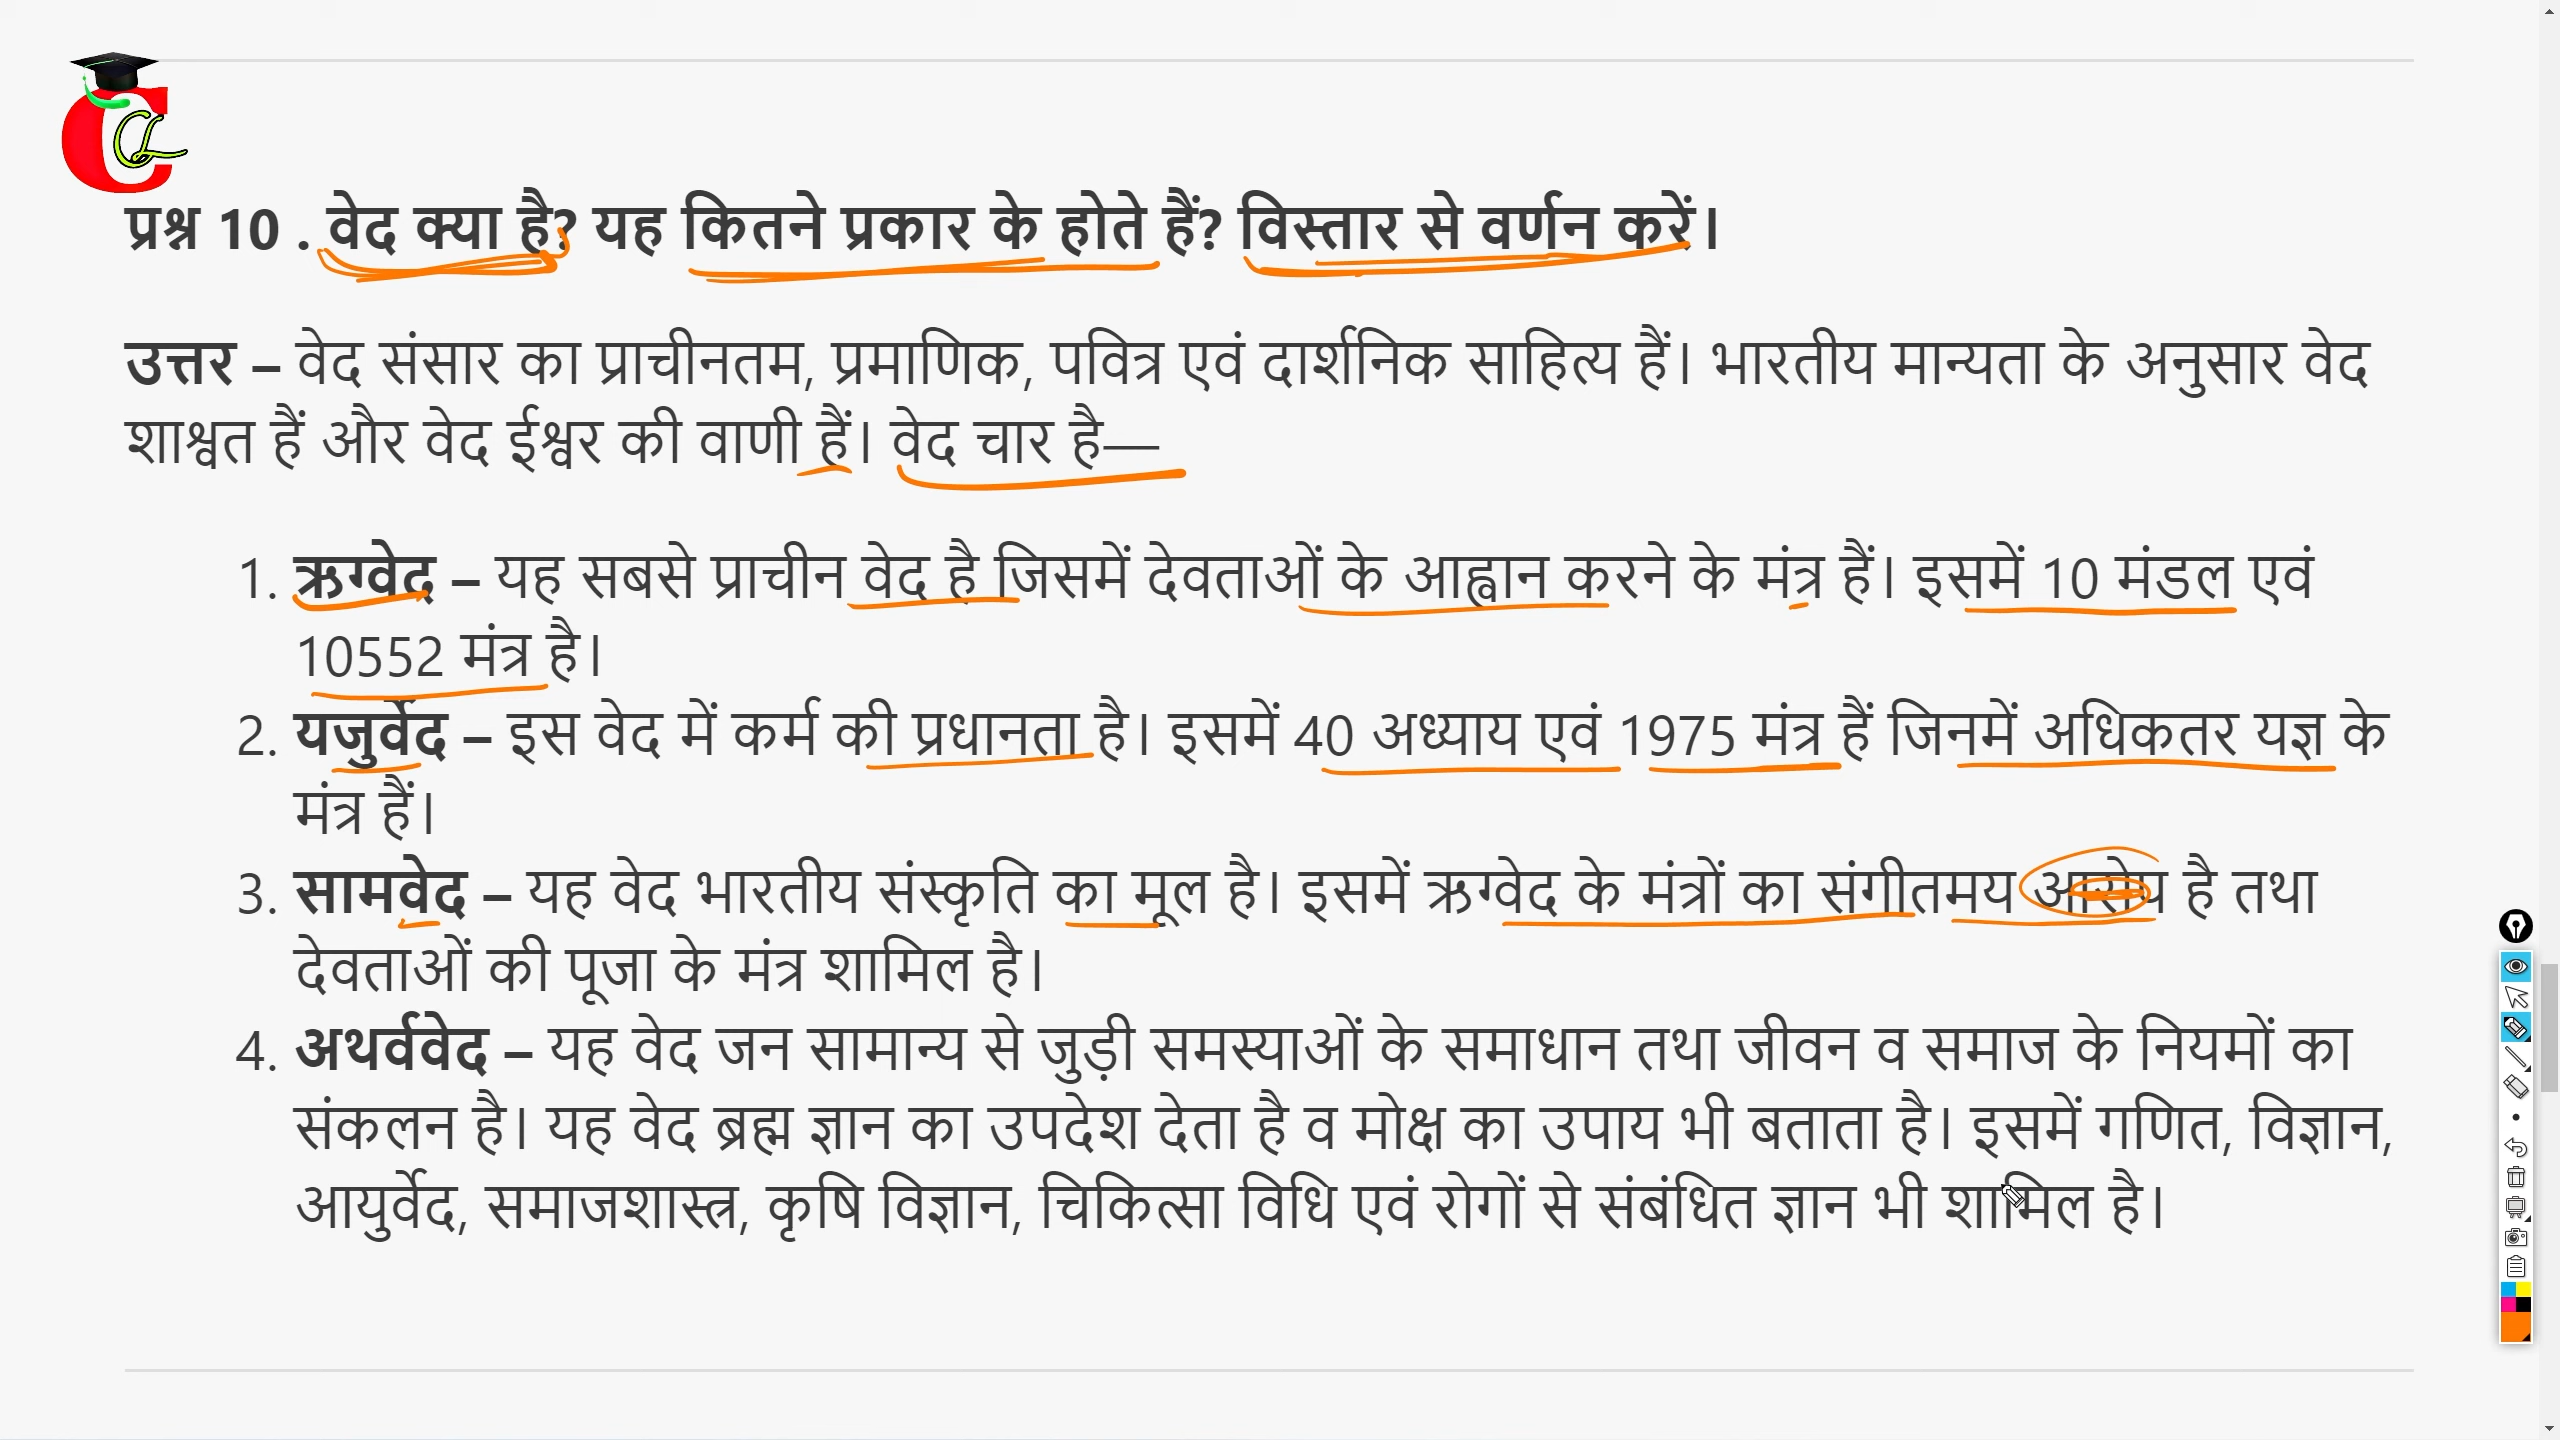 प्रश्न 10 . वेद क्या है? यह कितने प्रकार के होते हैं? विस्तार से वर्णन करें।
उत्तर – वेद संसार का प्राचीनतम, प्रमाणिक, पवित्र एवं दार्शनिक साहित्य हैं। भारतीय मान्यता के अनुसार वेद
शाश्वत हैं और वेद ईश्वर की वाणी हैं। वेद चार है—
1. ऋग्वेद – यह सबसे प्राचीन वेद है जिसमें देवताओं के आह्वान करने के मंत्र हैं। इसमें 10 मंडल एवं
10552 मंत्र है।
2. यजुर्वेद – इस वेद में कर्म की प्रधानता है। इसमें 40 अध्याय एवं 1975 मंत्र हैं जिनमें अधिकतर यज्ञ के
मंत्र हैं।
3. सामवेद – यह वेद भारतीय संस्कृति का मूल है। इसमें ऋग्वेद के मंत्रों का संगीतमय है तथा
देवताओं की पूजा के मंत्र शामिल है।
4. अथर्ववेद – यह वेद जन सामान्य से जुड़ी समस्याओं के समाधान तथा जीवन व समाज के नियमों का
संकलन है। यह वेद ब्रह्म ज्ञान का उपदेश देता है व मोक्ष का उपाय भी बताता है। इसमें गणित, विज्ञान,
आयुर्वेद, समाजशास्त्र, कृषि विज्ञान, चिकित्सा विधि एवं रोगों से संबंधित ज्ञान भी शामिल है।